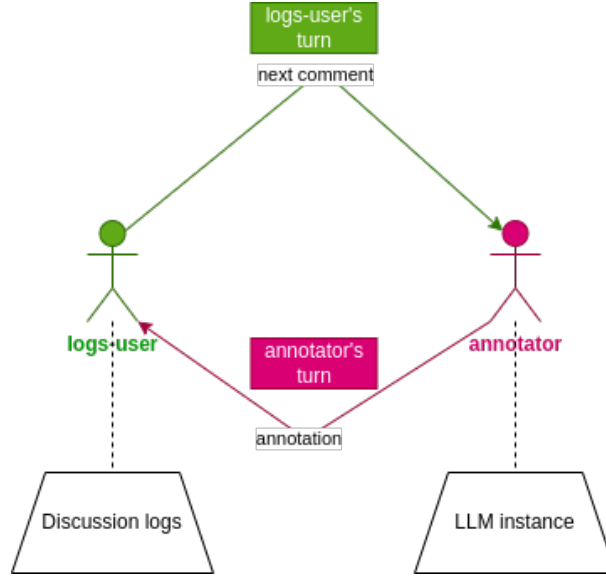 logs-user's
turn
next comment
logs-user
annotator
annotator's
turn
annotation
Discussion logs
LLM instance